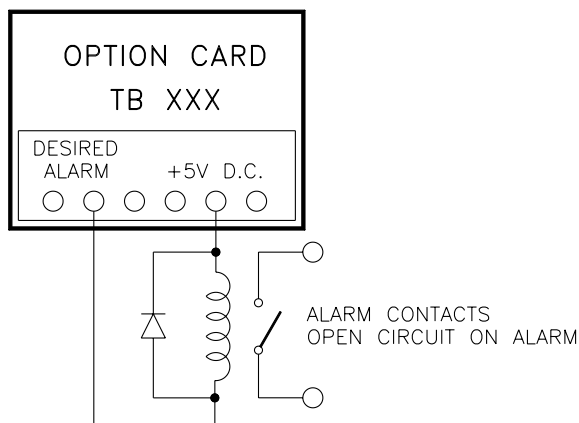 OPTION CARD
TB XXX
DESIRED
ALARM +5V D.C.
ALARM CONTACTS
OPEN CIRCUIT ON ALARM